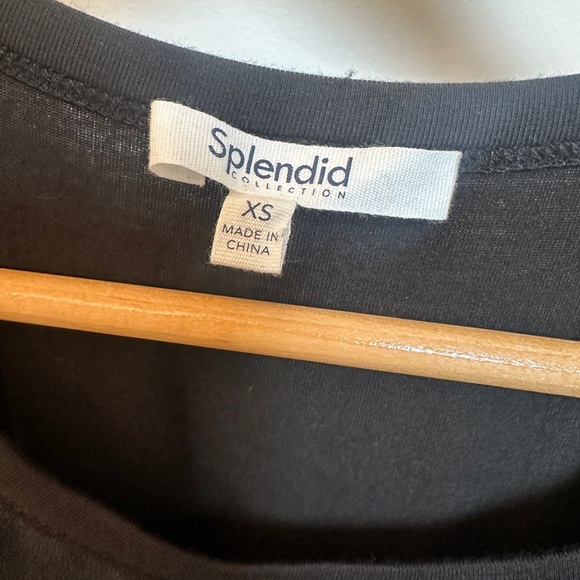 Splendid
COLLECTION
XS
MADE IN
CHINA